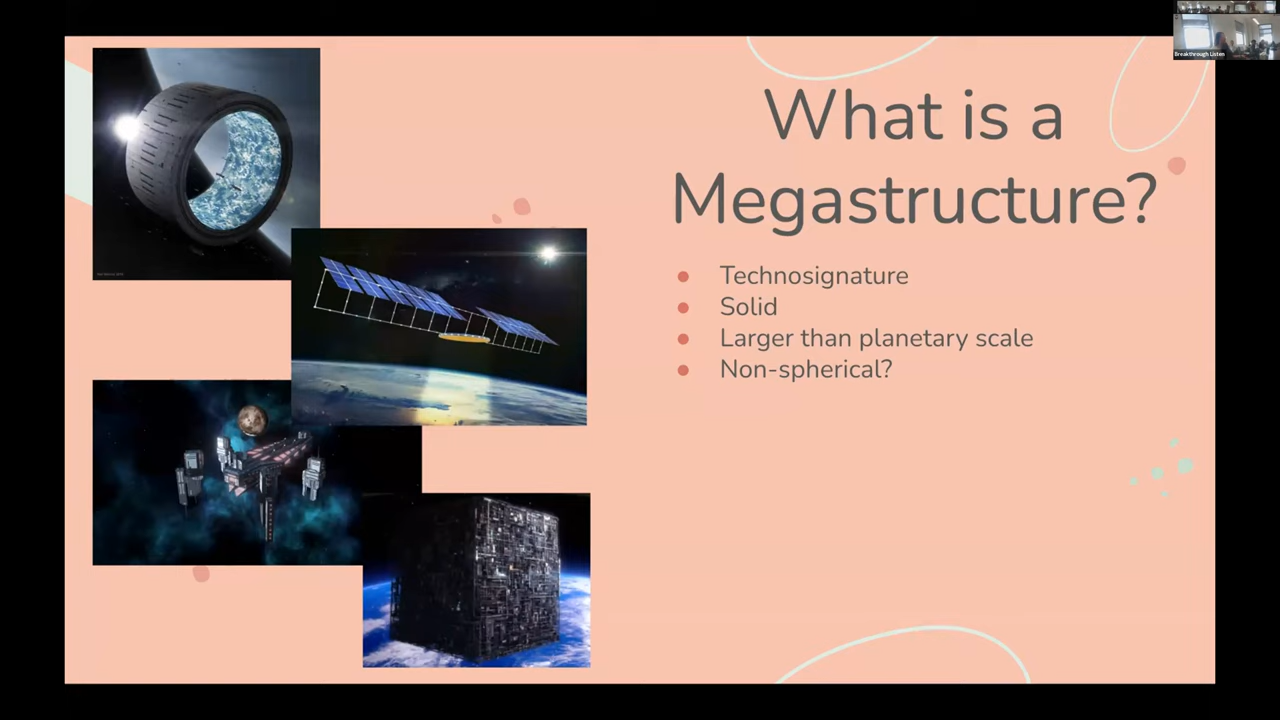 What is a
Megastructure?
Technosignature
Solid
Larger than planetary scale
Non-spherical?
Breakthrough Listen